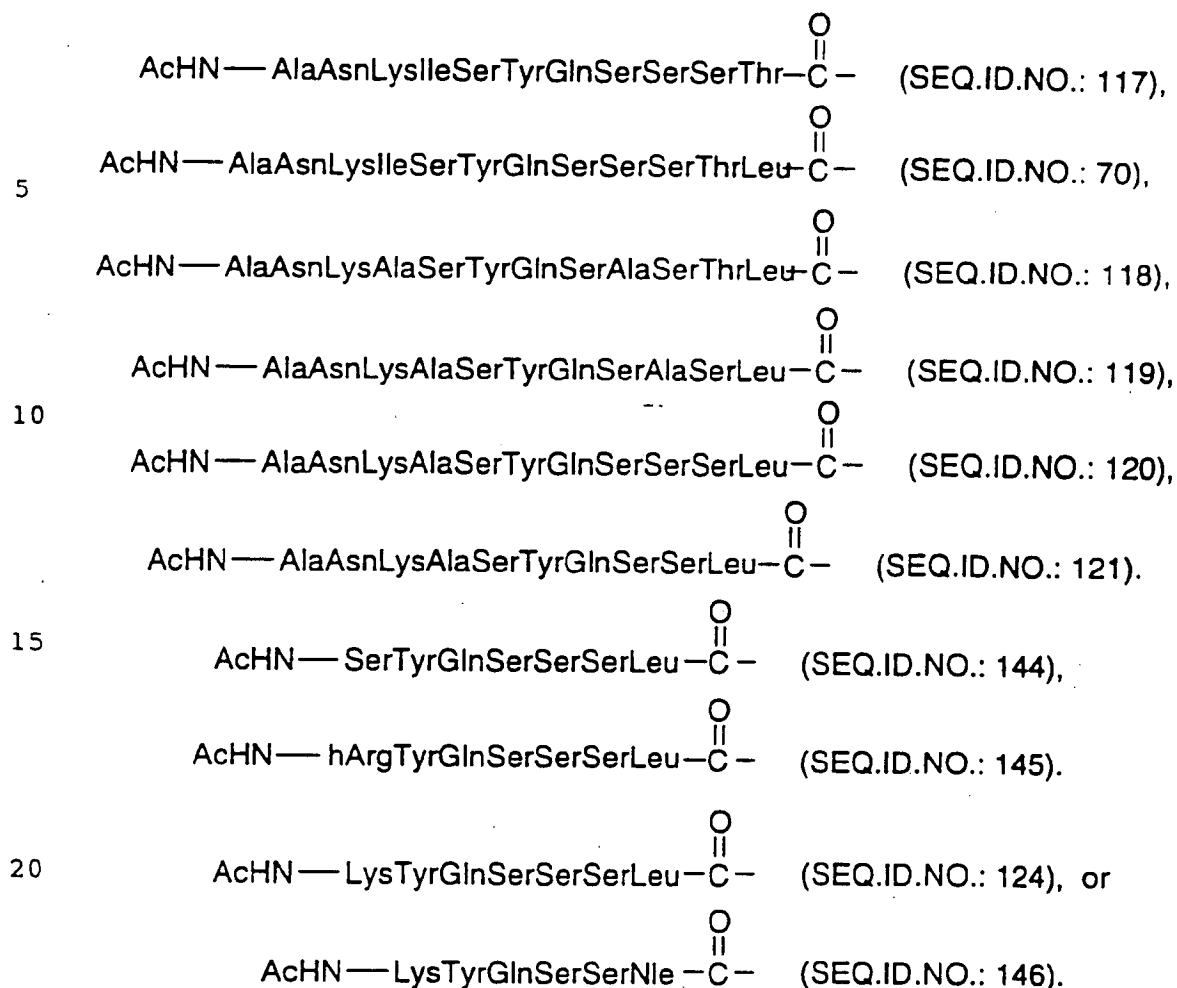 O
||
AcHN—AlaAsnLysIleSerTyrGlnSerSerSerThr–C– (SEQ.ID.NO.: 117),
O
||
5 AcHN—AlaAsnLysIleSerTyrGlnSerSerSerThrLeu–C– (SEQ.ID.NO.: 70),
O
||
AcHN—AlaAsnLysAlaSerTyrGlnSerAlaSerThrLeu–C– (SEQ.ID.NO.: 118),
O
||
AcHN—AlaAsnLysAlaSerTyrGlnSerAlaSerLeu–C– (SEQ.ID.NO.: 119),
10 O
||
AcHN—AlaAsnLysAlaSerTyrGlnSerSerSerLeu–C– (SEQ.ID.NO.: 120),
O
||
AcHN—AlaAsnLysAlaSerTyrGlnSerSerLeu–C– (SEQ.ID.NO.: 121).
O
15 ||
AcHN—SerTyrGlnSerSerSerLeu–C– (SEQ.ID.NO.: 144),
O
||
AcHN—hArgTyrGlnSerSerSerLeu–C– (SEQ.ID.NO.: 145).
O
||
20 AcHN—LysTyrGlnSerSerSerLeu–C– (SEQ.ID.NO.: 124), or
O
||
AcHN—LysTyrGlnSerSerNle–C– (SEQ.ID.NO.: 146).